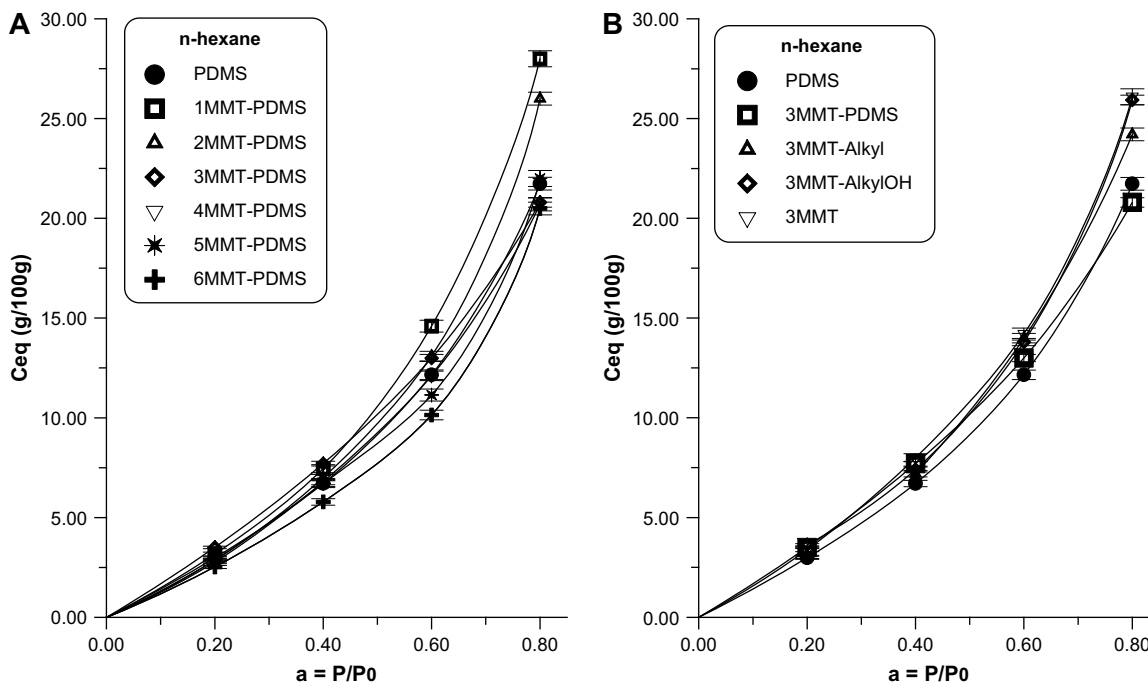 A
30.00
25.00
20.00
15.00
10.00
5.00
0.00
Ceq (g/100g)
n-hexane
PDMS
1MMT-PDMS
2MMT-PDMS
3MMT-PDMS
4MMT-PDMS
5MMT-PDMS
6MMT-PDMS
0.00 0.20 0.40 0.60 0.80
a = P/P0
B
30.00
25.00
20.00
15.00
10.00
5.00
0.00
Ceq (g/100g)
n-hexane
PDMS
3MMT-PDMS
3MMT-Alkyl
3MMT-AlkylOH
3MMT
0.00 0.20 0.40 0.60 0.80
a = P/P0